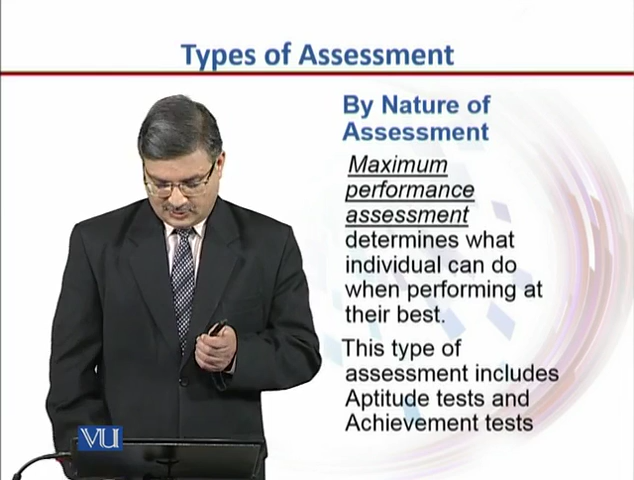 Types of Assessment
By Nature of
Assessment
Maximum
performance
assessment
determines what
individual can do
when performing at
their best.
This type of
assessment includes
Aptitude tests and
Achievement tests
VU